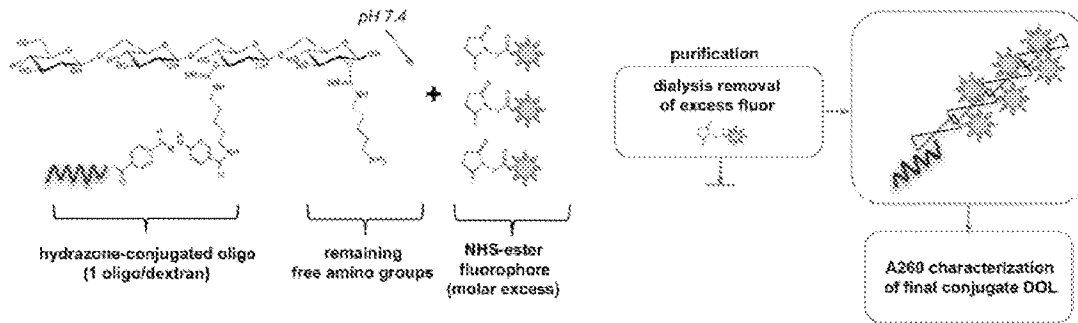 pH 7.4
+
hydrazone-conjugated oligo
(1 oligo/dextran)
remaining
free amino groups
NHS-ester
fluorophore
(molar excess)
purification
dialysis removal
of excess fluor
A260 characterization
of final conjugate DOL